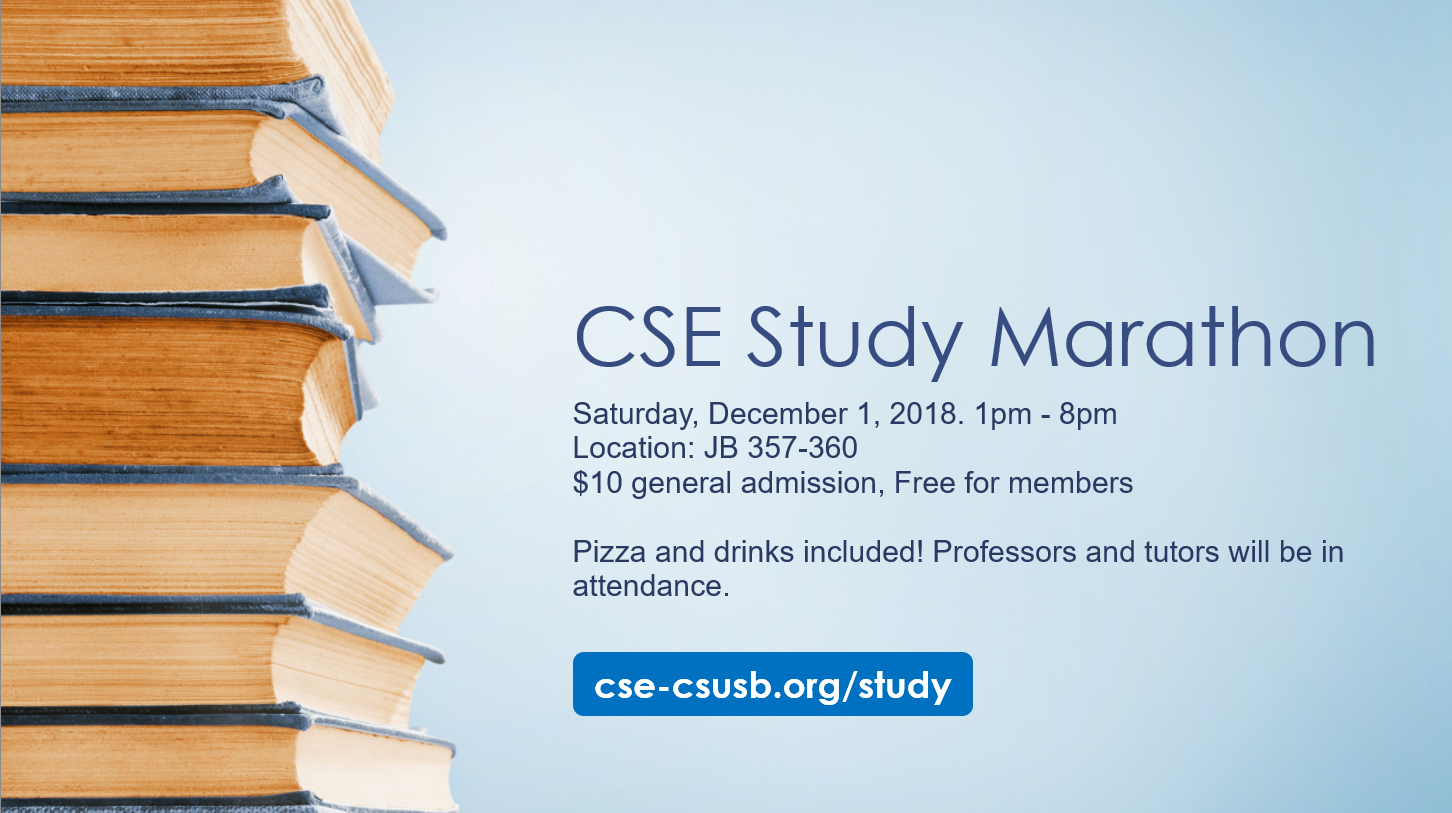 CSE Study Marathon
Saturday, December 1, 2018. 1pm - 8pm
Location: JB 357-360
$10 general admission, Free for members
Pizza and drinks included! Professors and tutors will be in
attendance.
cse-csusb.org/study